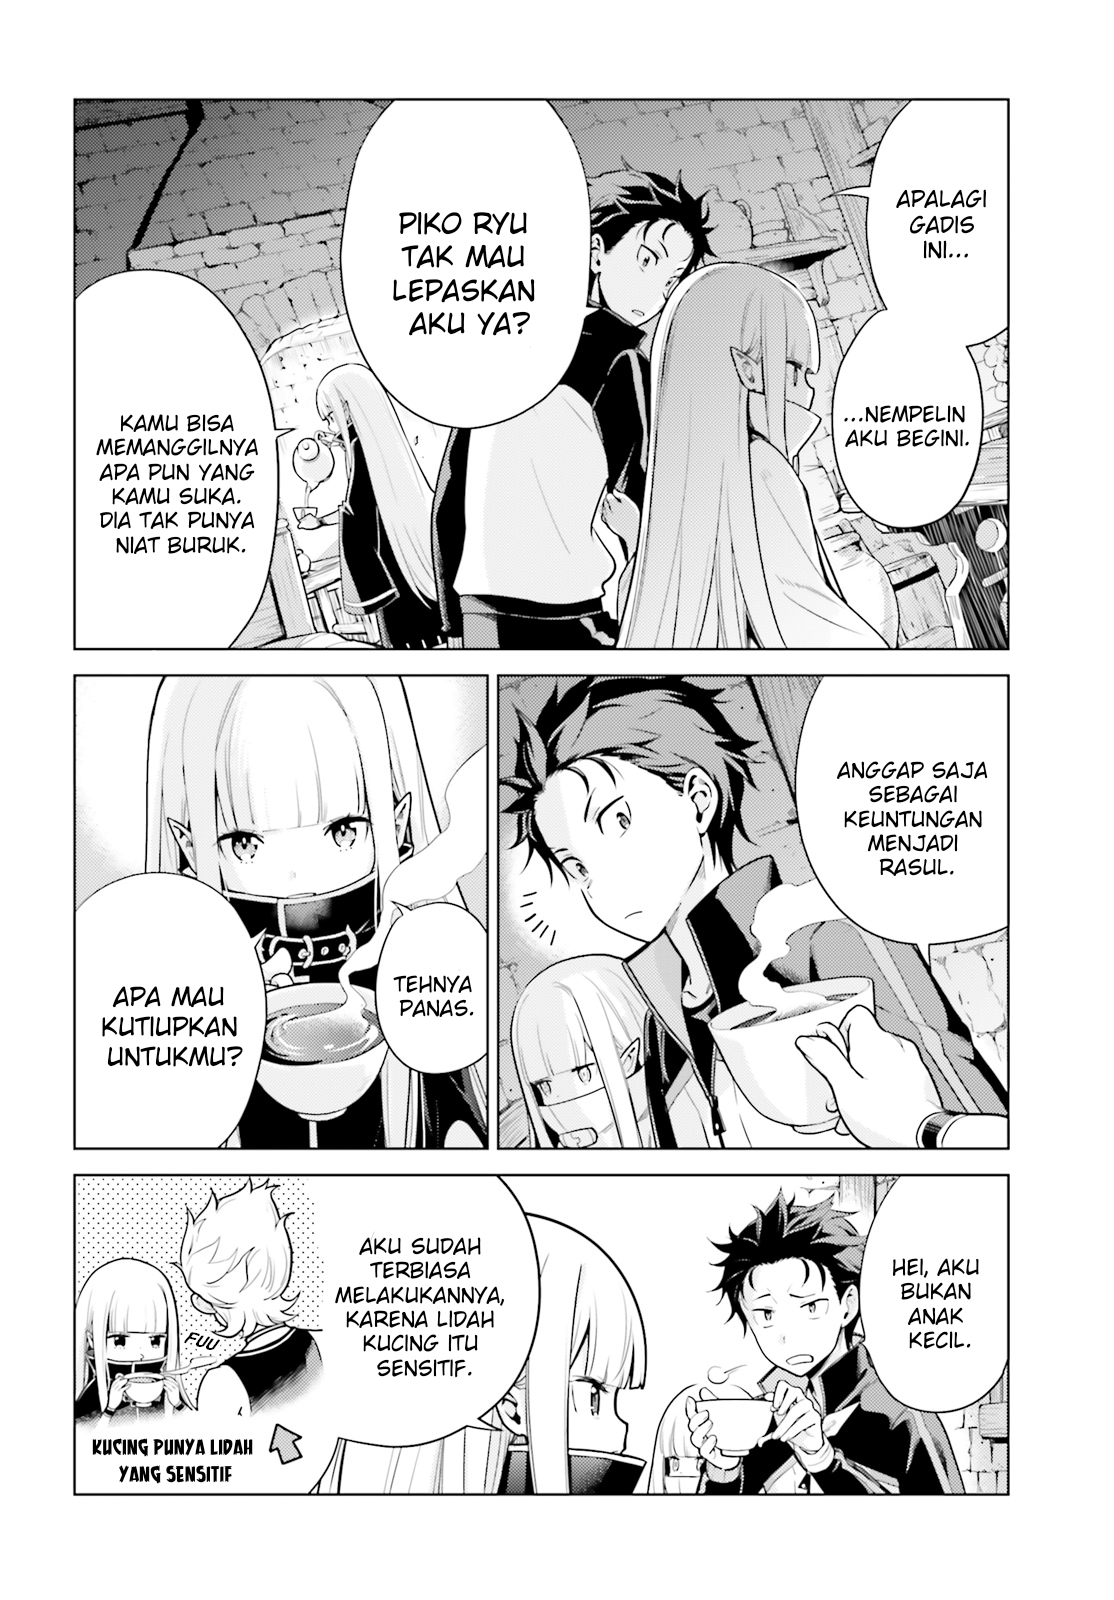 APALAGI
GADIS
INI...
...NEMPELIN
AKU BEGINI.
PIKO RYU
TAK MAU
LEPASKAN
AKU YA?
KAMU BISA
MEMANGGILNYA
APA PUN YANG
KAMU SUKA.
DIA TAK PUNYA
NIAT BURUK.
ANGGAP SAJA
SEBAGAI
KEUNTUNGAN
MENJADI
RASUL.
TEHNYA
PANAS.
APA MAU
KUTIUPKAN
UNTUKMU?
HEI, AKU
BUKAN
ANAK
KECIL.
AKU SUDAH
TERBIASA
MELAKUKANNYA,
KARENA LIDAH
KUCING ITU
SENSITIF.
FUU
KUCING PUNYA LIDAH
YANG SENSITIF